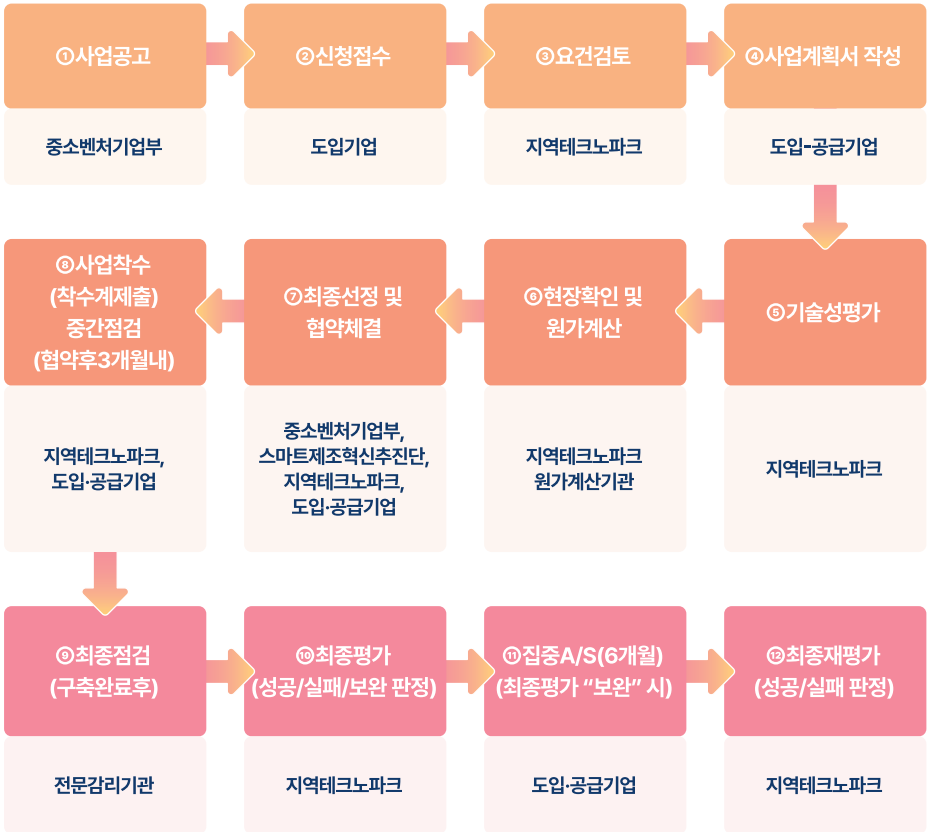 ①사업공고
중소벤처기업부
②신청접수
도입기업
③요건검토
지역테크노파크
④사업계획서 작성
도입-공급기업
⑤기술성평가
지역테크노파크
⑥현장확인 및
원가계산
지역테크노파크
원가계산기관
⑦최종선정 및
협약체결
중소벤처기업부,
스마트제조혁신추진단,
지역테크노파크,
도입·공급기업
⑧사업착수
(착수계제출)
중간점검
(협약후3개월내)
지역테크노파크,
도입·공급기업
⑨최종점검
(구축완료후)
전문감리기관
⑩최종평가
(성공/실패/보완 판정)
지역테크노파크
⑪집중A/S(6개월)
(최종평가 “보완” 시)
도입·공급기업
⑫최종재평가
(성공/실패 판정)
지역테크노파크